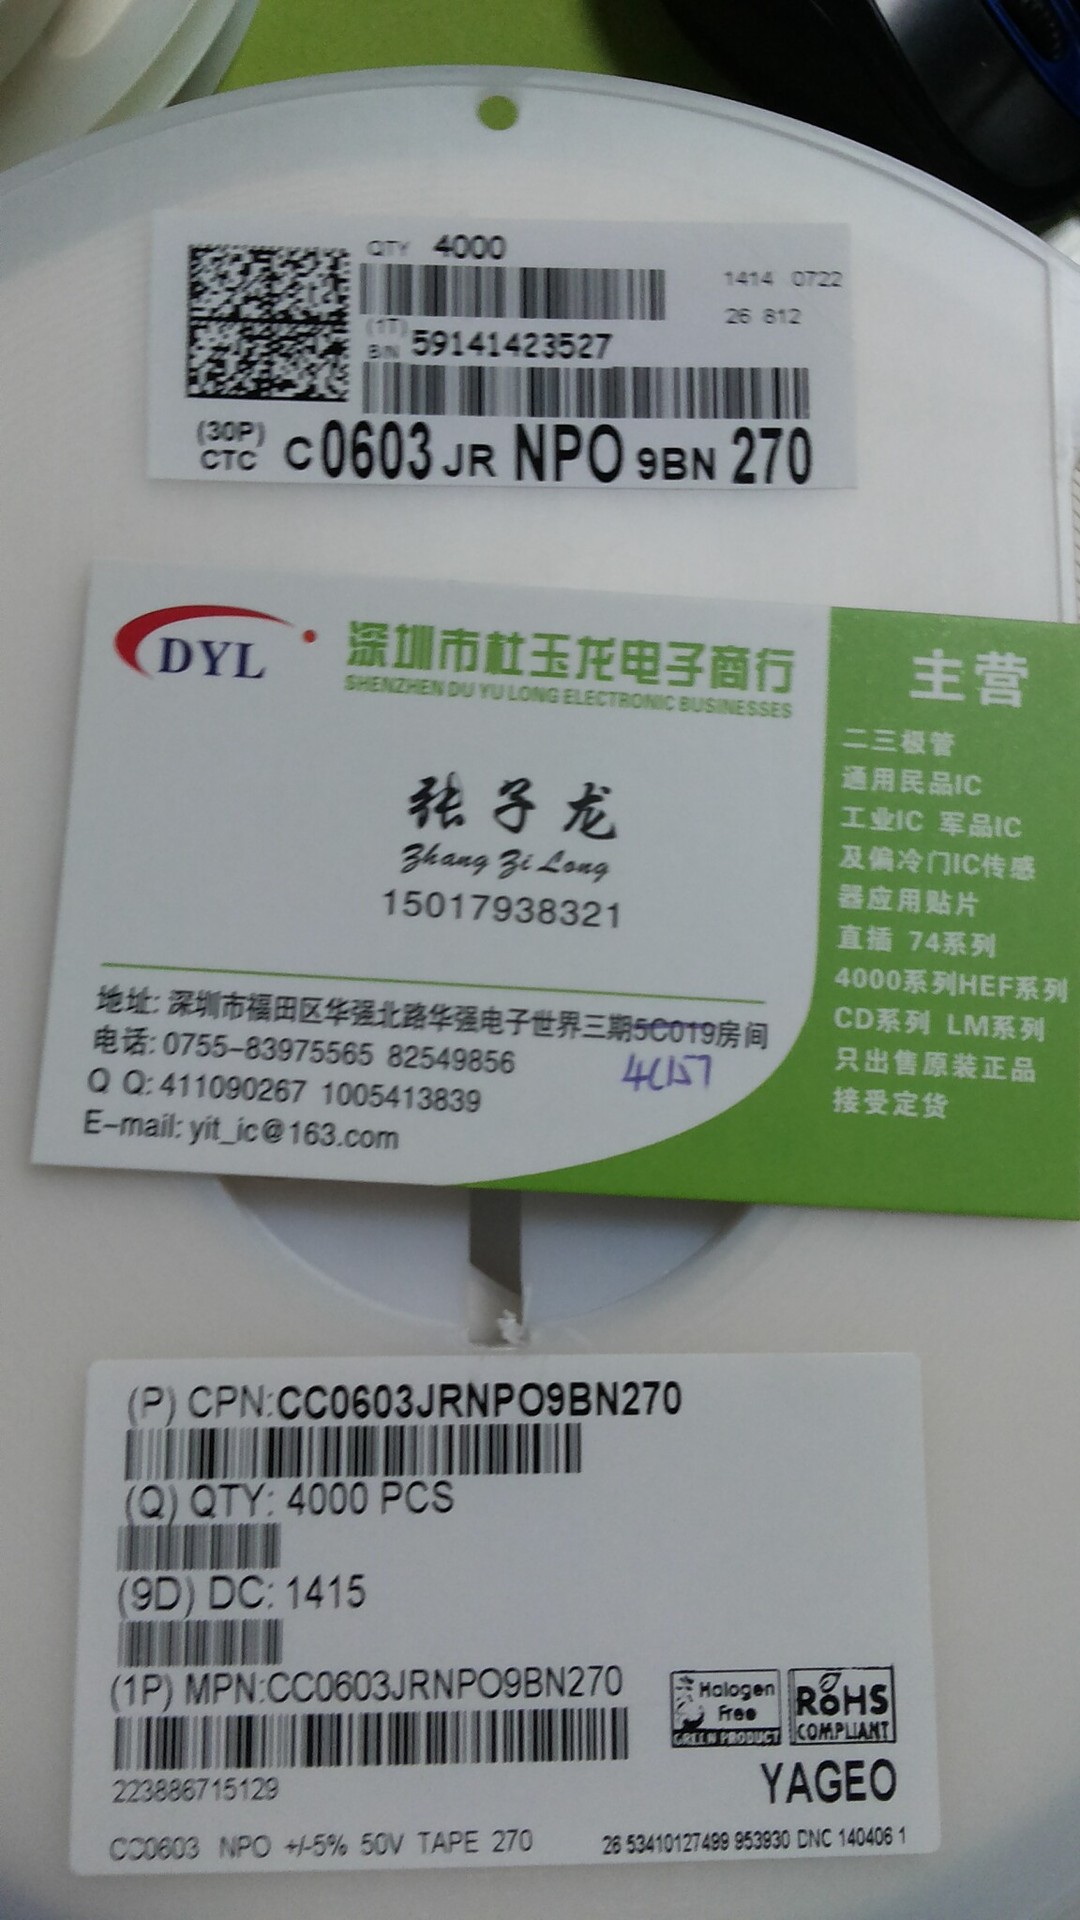 QTY 4000
1414 0722
26 812
(1T)
BN 59141423527
(30P)
CTC C0603 JR NPO 9BN 270
DYL
深圳市杜玉龙电子商行
SHENZHEN DU YU LONG ELECTRONIC BUSINESSES
张子龙
Zhang Zi Long
15017938321
地址: 深圳市福田区华强北路华强电子世界三期5C019房间
4C157
电话: 0755-83975565 82549856
Q Q: 411090267 1005413839
E-mail: yit_ic@163.com
主营
二三极管
通用民品IC
工业IC 军品IC
及偏冷门IC传感
器应用贴片
直插 74系列
4000系列HEF系列
CD系列 LM系列
只出售原装正品
接受定货
(P) CPN:CC0603JRNPO9BN270
(Q) QTY: 4000 PCS
(9D) DC: 1415
(1P) MPN:CC0603JRNPO9BN270
Halogen
Free
GREEN PRODUCT
RoHS
COMPLIANT
223886715129
YAGEO
CC0603 NPO +/-5% 50V TAPE 270
26 53410127499 953930 DNC 140406 1